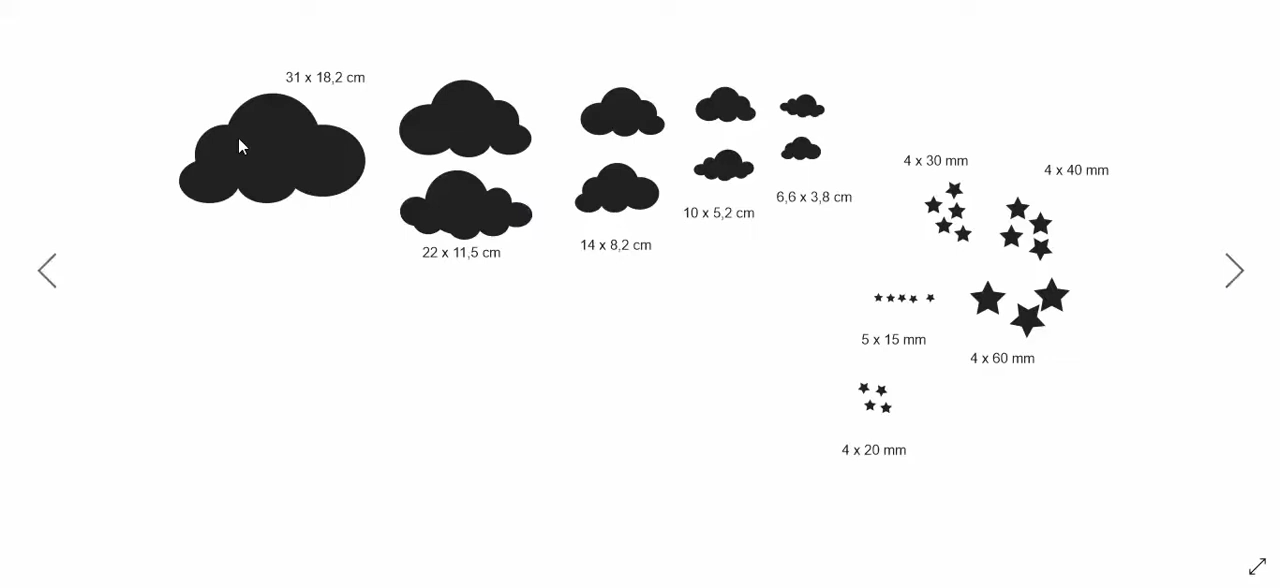 31 x 18,2 cm
22 x 11,5 cm
14 x 8,2 cm
10 x 5,2 cm
6,6 x 3,8 cm
4 x 30 mm
4 x 40 mm
5 x 15 mm
4 x 60 mm
4 x 20 mm